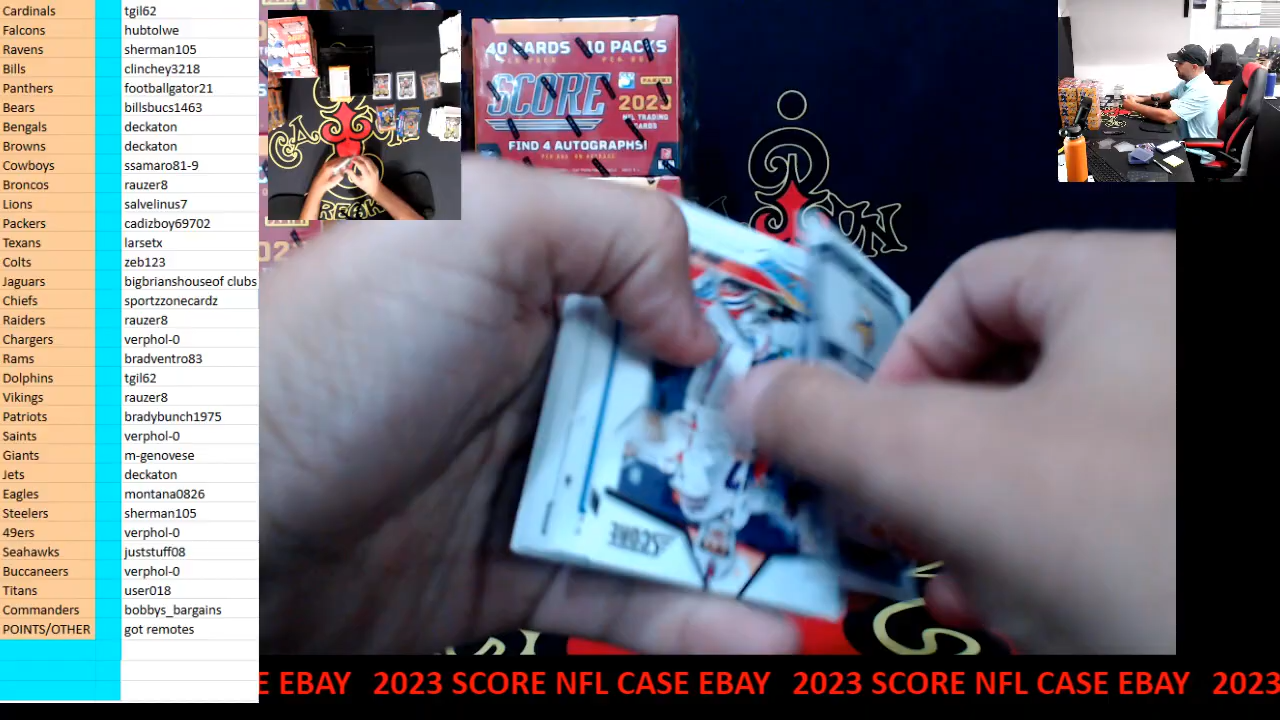 Cardinals tgil62
Falcons hubtolwe
Ravens sherman105
Bills clinchey3218
Panthers footballgator21
Bears billsbucs1463
Bengals deckaton
Browns deckaton
Cowboys ssamaro81-9
Broncos rauzer8
Lions salvelinus7
Packers cadizboy69702
Texans larsetx
Colts zeb123
Jaguars bigbrianshouseof clubs
Chiefs sportzzonecardz
Raiders rauzer8
Chargers verphol-0
Rams bradventro83
Dolphins tgil62
Vikings rauzer8
Patriots bradybunch1975
Saints verphol-0
Giants m-genovese
Jets deckaton
Eagles montana0826
Steelers sherman105
49ers verphol-0
Seahawks juststuff08
Buccaneers verphol-0
Titans user018
Commanders bobbys_bargains
POINTS/OTHER got remotes
40 CARDS 10 PACKS
SCORE
PANINI
2023
NFL TRADING
CARDS
FIND 4 AUTOGRAPHS!
SCORE
E EBAY 2023 SCORE NFL CASE EBAY 2023 SCORE NFL CASE EBAY 2023